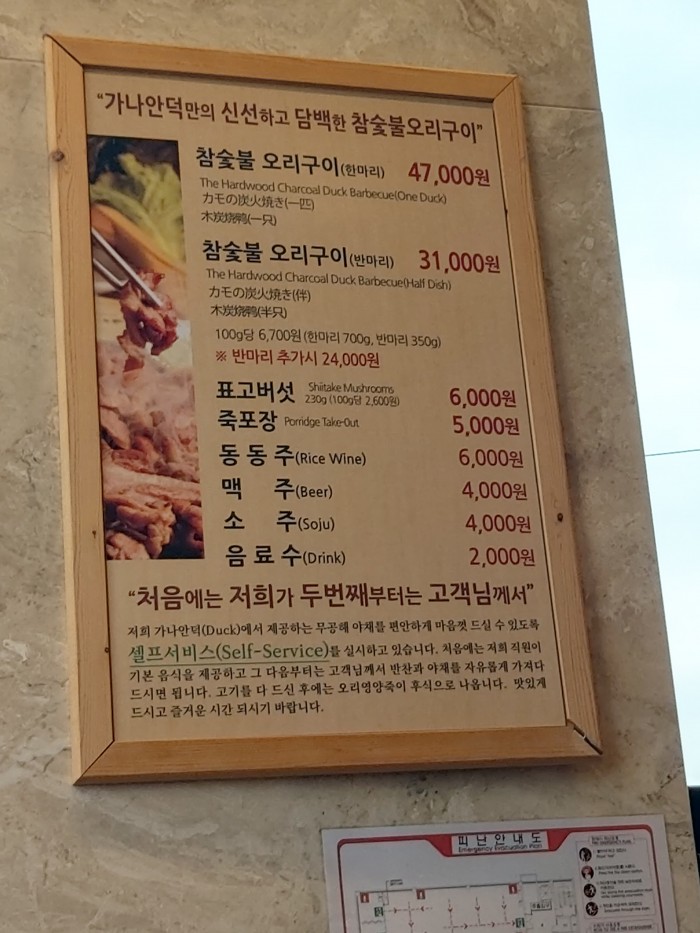 “가나안덕만의 신선하고 담백한 참숯불오리구이”
참숯불 오리구이(한마리) 47,000원
The Hardwood Charcoal Duck Barbecue(One Duck)
カモの炭火焼き(一匹)
木炭烧鸭(一只)
참숯불 오리구이(반마리) 31,000원
The Hardwood Charcoal Duck Barbecue(Half Dish)
カモの炭火焼き(伴)
木炭烧鸭(半只)
100g당 6,700원 (한마리 700g, 반마리 350g)
※ 반마리 추가시 24,000원
표고버섯 Shiitake Mushrooms 6,000원
230g (100g당 2,600원)
죽포장 Porridge Take-Out 5,000원
동동주(Rice Wine) 6,000원
맥 주(Beer) 4,000원
소 주(Soju) 4,000원
음료수(Drink) 2,000원
“처음에는 저희가 두번째부터는 고객님께서”
저희 가나안덕(Duck)에서 제공하는 무공해 야채를 편안하게 마음껏 드실 수 있도록
셀프서비스(Self-Service)를 실시하고 있습니다. 처음에는 저희 직원이
기본 음식을 제공하고 그 다음부터는 고객님께서 반찬과 야채를 자유롭게 가져다
드시면 됩니다. 고기를 다 드신 후에는 오리영양죽이 후식으로 나옵니다. 맛있게
드시고 즐거운 시간 되시기 바랍니다.
피난안내도
Emergency Evacuation Plan